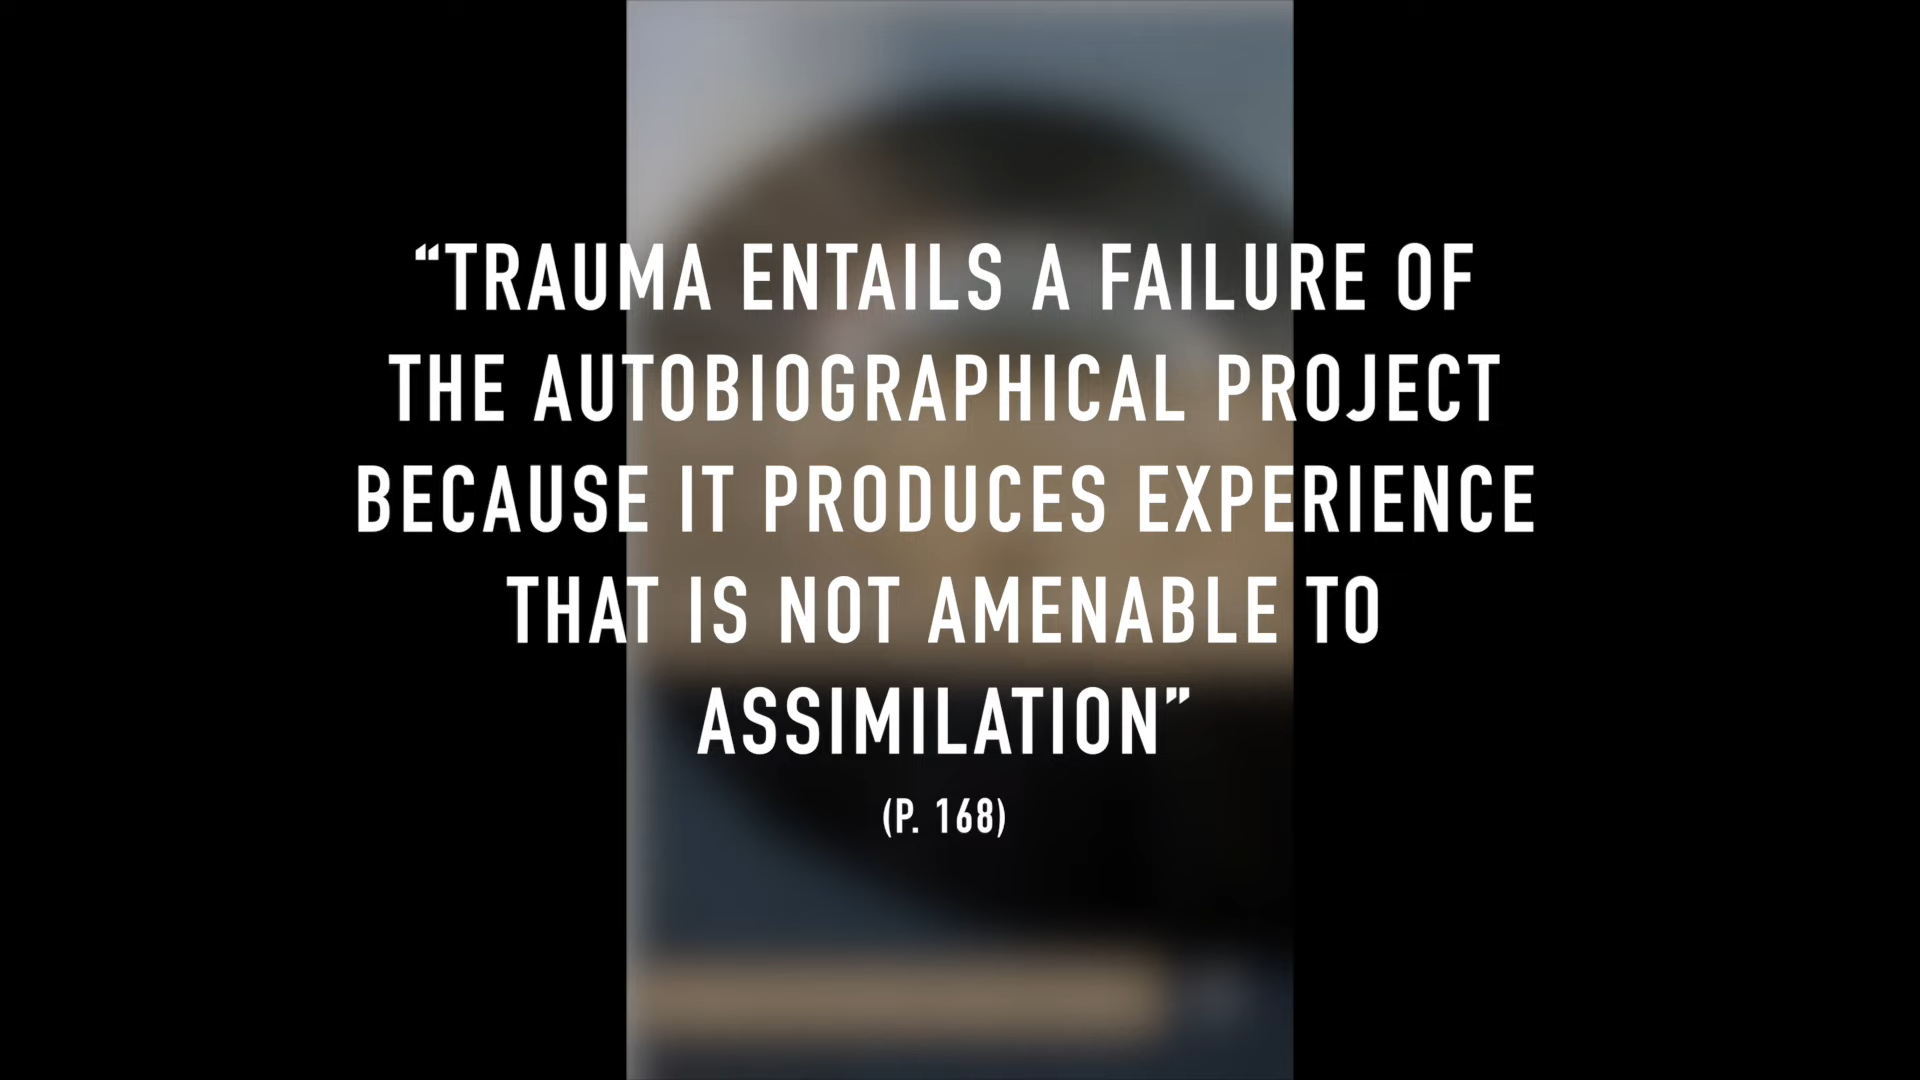 “TRAUMA ENTAILS A FAILURE OF
THE AUTOBIOGRAPHICAL PROJECT
BECAUSE IT PRODUCES EXPERIENCE
THAT IS NOT AMENABLE TO
ASSIMILATION”
(P. 168)